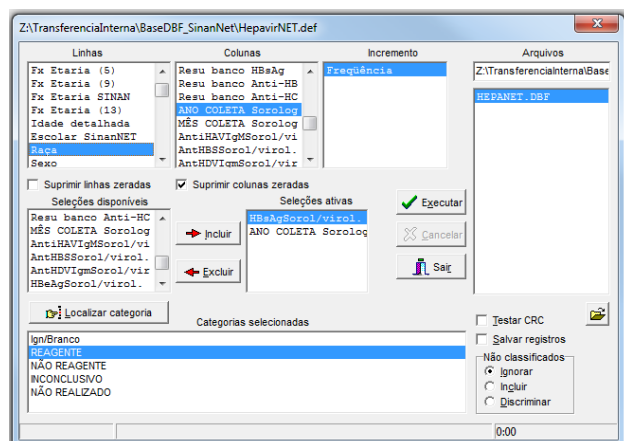 Z:\TransferenciaInterna\BaseDBF_SinanNet\HepavirNET.def
Linhas
Colunas
Incremento
Arquivos
Fx Etaria (5)
Fx Etaria (9)
Fx Etaria SINAN
Fx Etaria (13)
Idade detalhada
Escolar SinanNET
Raça
Sexo
Resu banco HBsAg
Resu banco Anti-HB
Resu banco Anti-HC
ANO COLETA Sorolog
MÊS COLETA Sorolog
AntiHAVIgMSorol/vi
AntHBSSorol/virol.
AntHDVIgmSorol/vir
Freqüência
Z:\TransferenciaInterna\Base
HEPANET.DBF
Suprimir linhas zeradas
Suprimir colunas zeradas
Seleções disponíveis
Seleções ativas
Resu banco Anti-HC
MÊS COLETA Sorolog
AntiHAVIgMSorol/vi
AntHBSSorol/virol.
AntHDVIgmSorol/vir
HBeAgSorol/virol.
Incluir
Excluir
HBsAgSorol/virol.
ANO COLETA Sorolog
Executar
Cancelar
Sair
Localizar categoria
Categorias selecionadas
Ign/Branco
REAGENTE
NÃO REAGENTE
INCONCLUSIVO
NÃO REALIZADO
Testar CRC
Salvar registros
Não classificados
Ignorar
Incluir
Discriminar
0:00